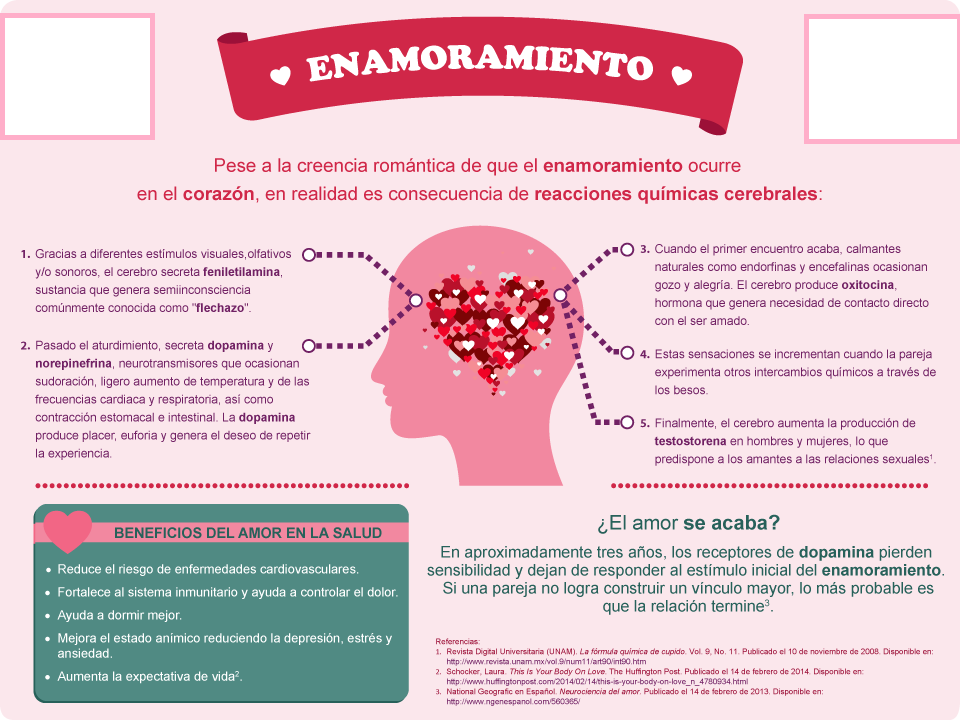 ENAMORAMIENTO
Pese a la creencia romántica de que el enamoramiento ocurre
en el corazón, en realidad es consecuencia de reacciones químicas cerebrales:
1. Gracias a diferentes estímulos visuales,olfativos
y/o sonoros, el cerebro secreta feniletilamina,
sustancia que genera semiinconsciencia
comúnmente conocida como "flechazo".
2. Pasado el aturdimiento, secreta dopamina y
norepinefrina, neurotransmisores que ocasionan
sudoración, ligero aumento de temperatura y de las
frecuencias cardiaca y respiratoria, así como
contracción estomacal e intestinal. La dopamina
produce placer, euforia y genera el deseo de repetir
la experiencia.
3. Cuando el primer encuentro acaba, calmantes
naturales como endorfinas y encefalinas ocasionan
gozo y alegría. El cerebro produce oxitocina,
hormona que genera necesidad de contacto directo
con el ser amado.
4. Estas sensaciones se incrementan cuando la pareja
experimenta otros intercambios químicos a través de
los besos.
5. Finalmente, el cerebro aumenta la producción de
testostorena en hombres y mujeres, lo que
predispone a los amantes a las relaciones sexuales¹.
BENEFICIOS DEL AMOR EN LA SALUD
• Reduce el riesgo de enfermedades cardiovasculares.
• Fortalece al sistema inmunitario y ayuda a controlar el dolor.
• Ayuda a dormir mejor.
• Mejora el estado anímico reduciendo la depresión, estrés y
ansiedad.
• Aumenta la expectativa de vida².
¿El amor se acaba?
En aproximadamente tres años, los receptores de dopamina pierden
sensibilidad y dejan de responder al estímulo inicial del enamoramiento.
Si una pareja no logra construir un vínculo mayor, lo más probable es
que la relación termine³.
Referencias:
1. Revista Digital Universitaria (UNAM). La fórmula química de cupido. Vol. 9, No. 11. Publicado el 10 de noviembre de 2008. Disponible en:
http://www.revista.unam.mx/vol.9/num11/art90/int90.htm
2. Schocker, Laura. This Is Your Body On Love. The Huffington Post. Publicado el 14 de febrero de 2014. Disponible en:
http://www.huffingtonpost.com/2014/02/14/this-is-your-body-on-love_n_4780934.html
3. National Geografic en Español. Neurociencia del amor. Publicado el 14 de febrero de 2013. Disponible en:
http://www.ngenespanol.com/560365/